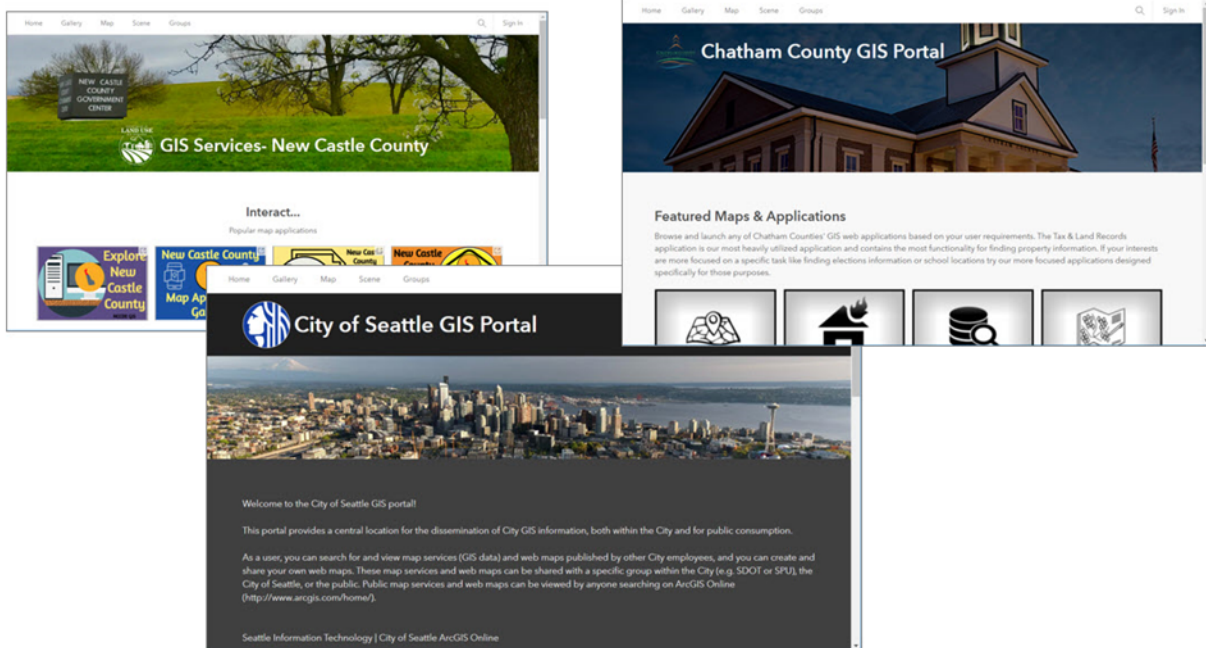 Home Gallery Map Scene Groups Sign In
NEW CASTLE
COUNTY
GOVERNMENT
CENTER
LAND USE
GIS Services- New Castle County
Interact...
Popular map applications
Explore
New
Castle
County
New Castle County
Map Ap
Ga
New Cas
County
New Castle
County
Home Gallery Map Scene Groups Sign In
Chatham County GIS Portal
Featured Maps & Applications
Browse and launch any of Chatham Counties' GIS web applications based on your user requirements. The Tax & Land Records
application is our most heavily utilized application and contains the most functionality for finding property information. If your interests
are more focused on a specific task like finding elections information or school locations try our more focused applications designed
specifically for those purposes.
Home Gallery Map Scene Groups
City of Seattle GIS Portal
Welcome to the City of Seattle GIS portal!
This portal provides a central location for the dissemination of City GIS information, both within the City and for public consumption.
As a user, you can search for and view map services (GIS data) and web maps published by other City employees, and you can create and
share your own web maps. These map services and web maps can be shared with a specific group within the City (e.g. SDOT or SPU), the
City of Seattle, or the public. Public map services and web maps can be viewed by anyone searching on ArcGIS Online
(http://www.arcgis.com/home/).
Seattle Information Technology | City of Seattle ArcGIS Online